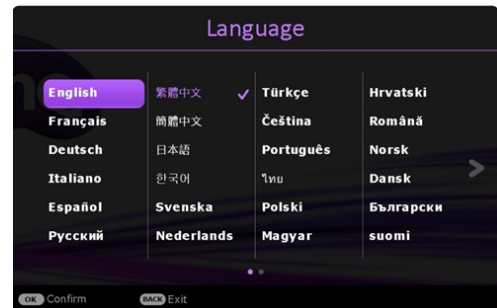 Language
English 繁體中文 Türkçe Hrvatski
Français 簡體中文 Čeština Română
Deutsch 日本語 Português Norsk
Italiano 한국어 ไทย Dansk
Español Svenska Polski Български
Русский Nederlands Magyar suomi
OK Confirm BACK Exit